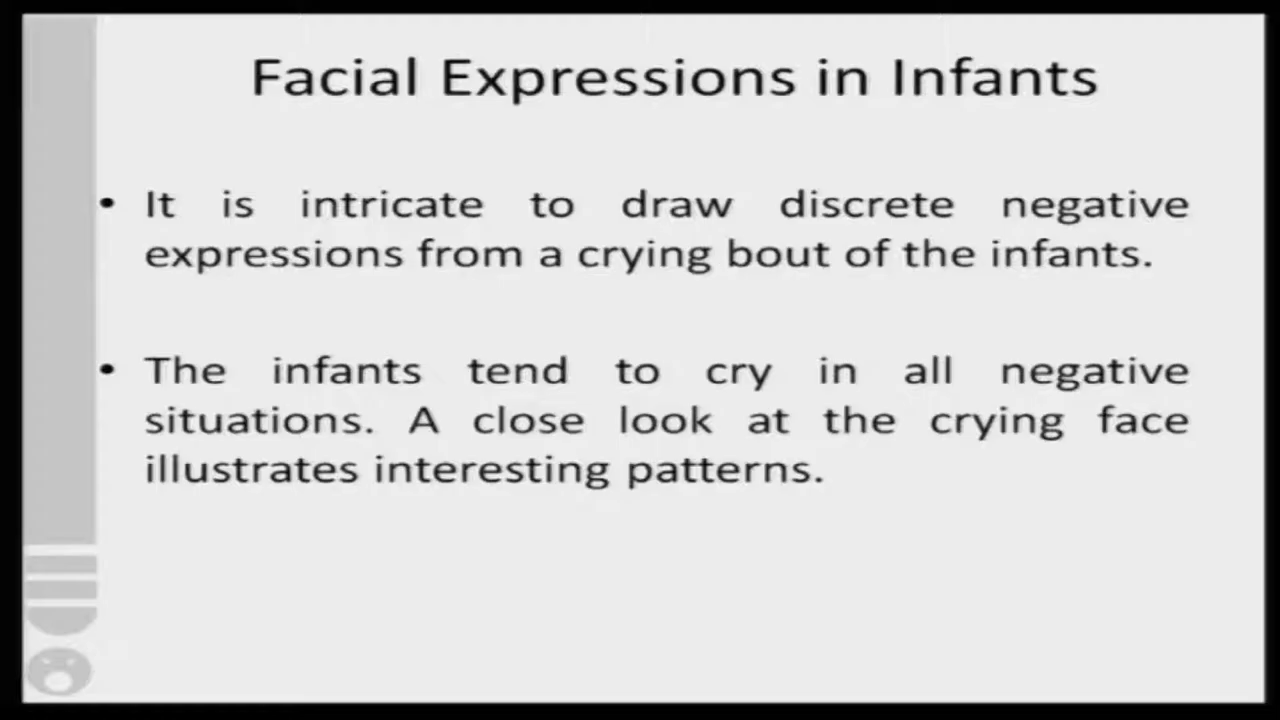 Facial Expressions in Infants
• It is intricate to draw discrete negative
expressions from a crying bout of the infants.
• The infants tend to cry in all negative
situations. A close look at the crying face
illustrates interesting patterns.